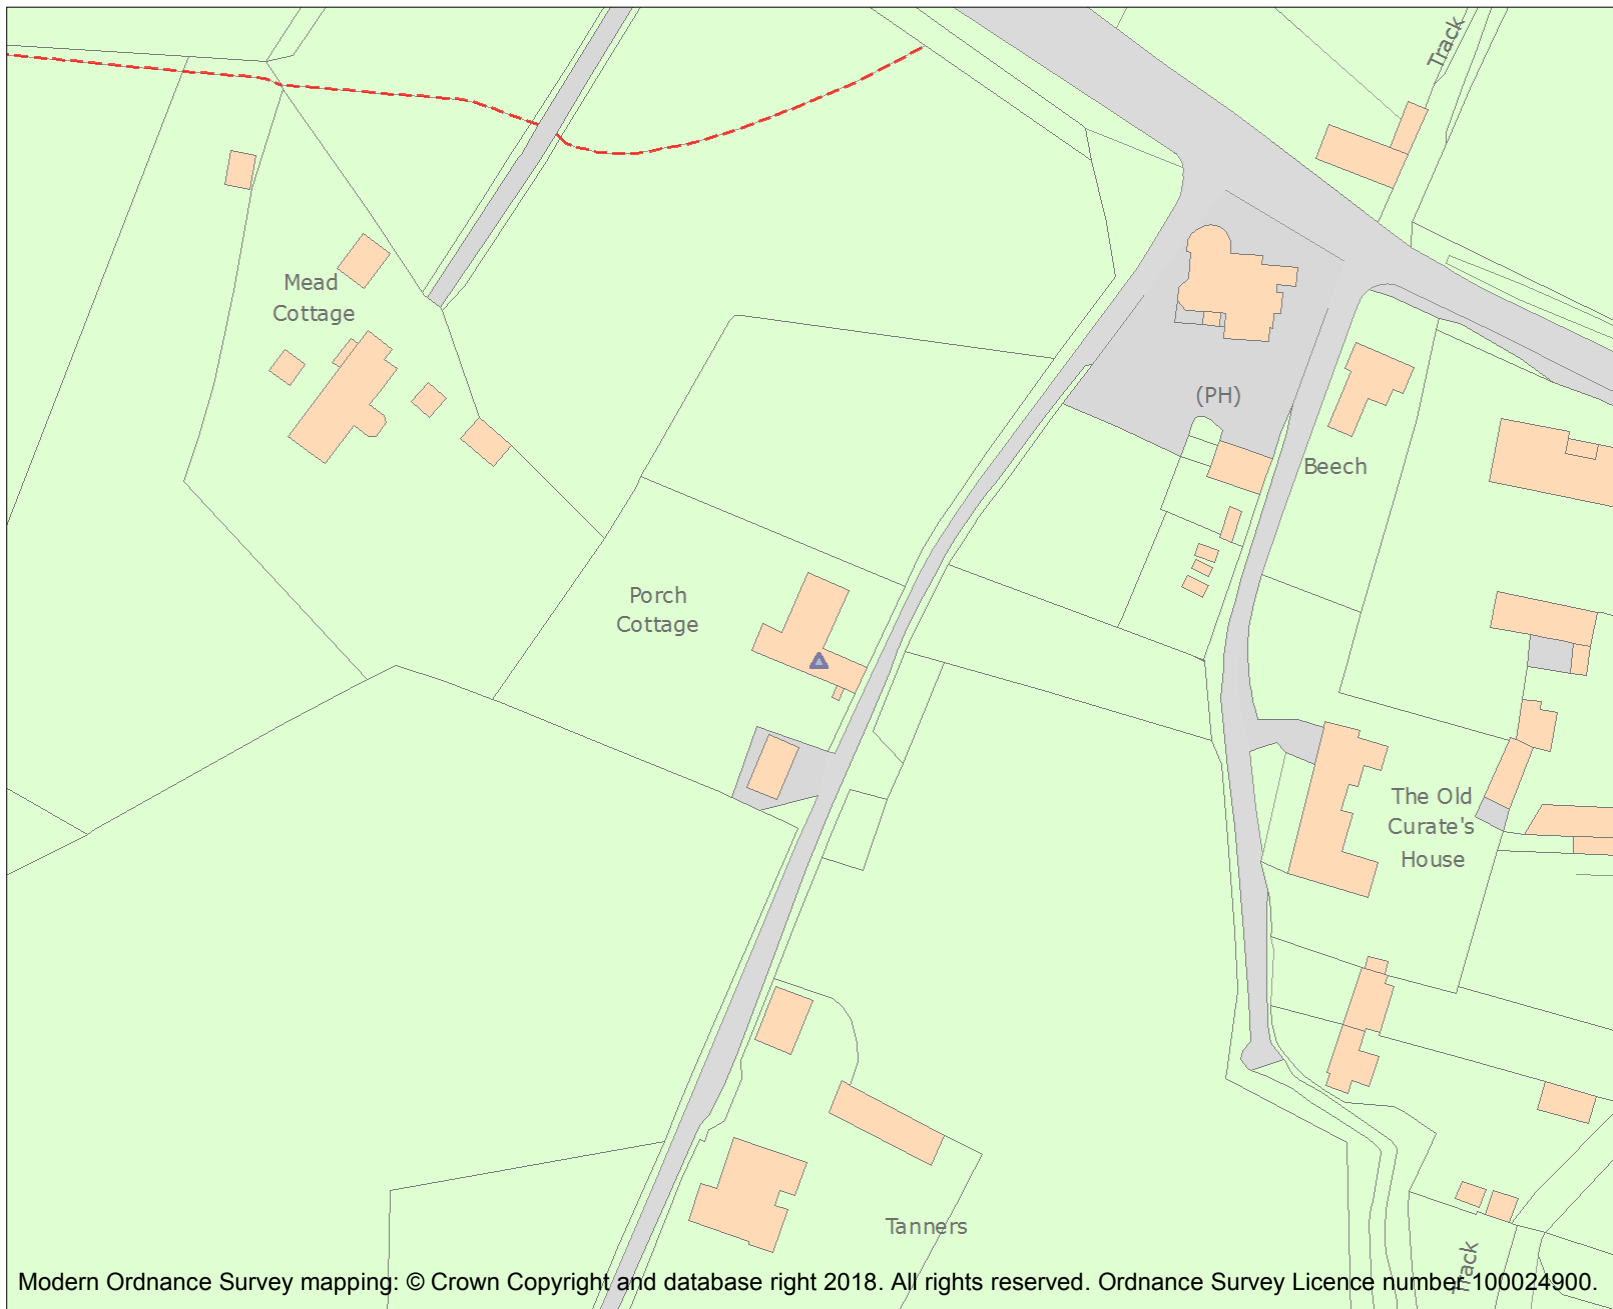 Track
Mead
Cottage
(PH)
Beech
Porch
Cottage
The Old
Curate's
House
Tanners
Track
Modern Ordnance Survey mapping: © Crown Copyright and database right 2018. All rights reserved. Ordnance Survey Licence number 100024900.